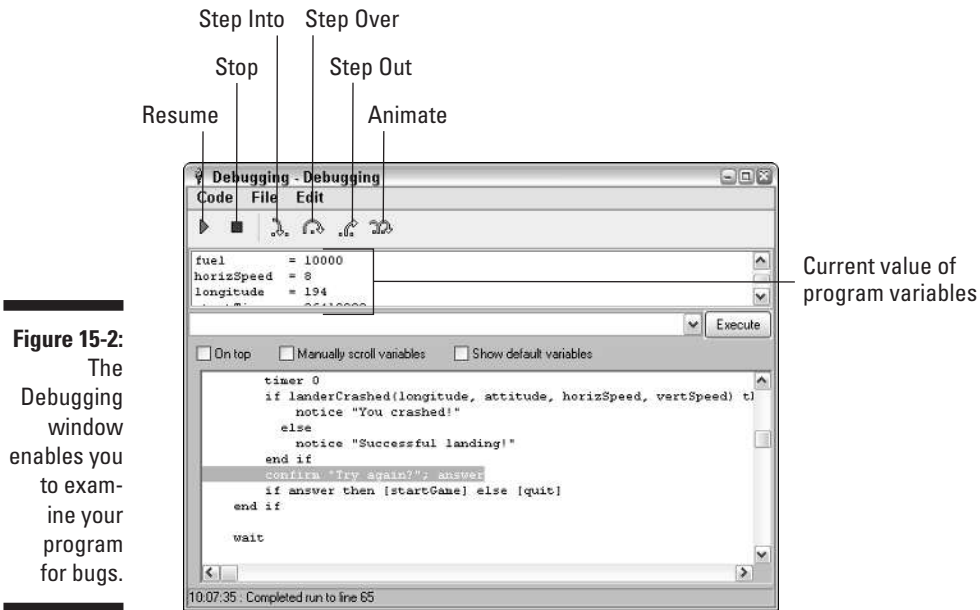 Step Into Step Over
Stop Step Out
Resume Animate
Debugging - Debugging
Code File Edit
fuel = 10000
horizSpeed = 8
longitude = 194
Current value of
program variables
Execute
On top Manually scroll variables Show default variables
timer 0
if landerCrashed(longitude, attitude, horizSpeed, vertSpeed)
notice "You crashed!"
else
notice "Successful landing!"
end if
confirm "Try again?"; answer
if answer then [startGame] else [quit]
end if
wait
10:07:35 : Completed run to line 65
Figure 15-2:
The
Debugging
window
enables you
to exam-
ine your
program
for bugs.